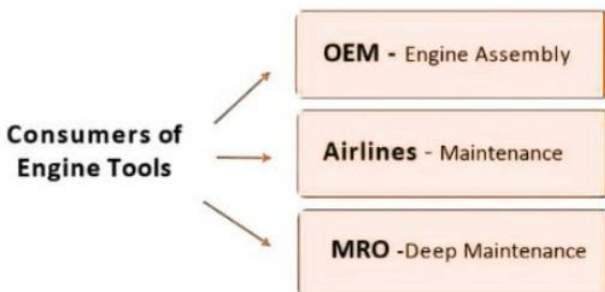 Consumers of
Engine Tools
OEM - Engine Assembly
Airlines - Maintenance
MRO -Deep Maintenance